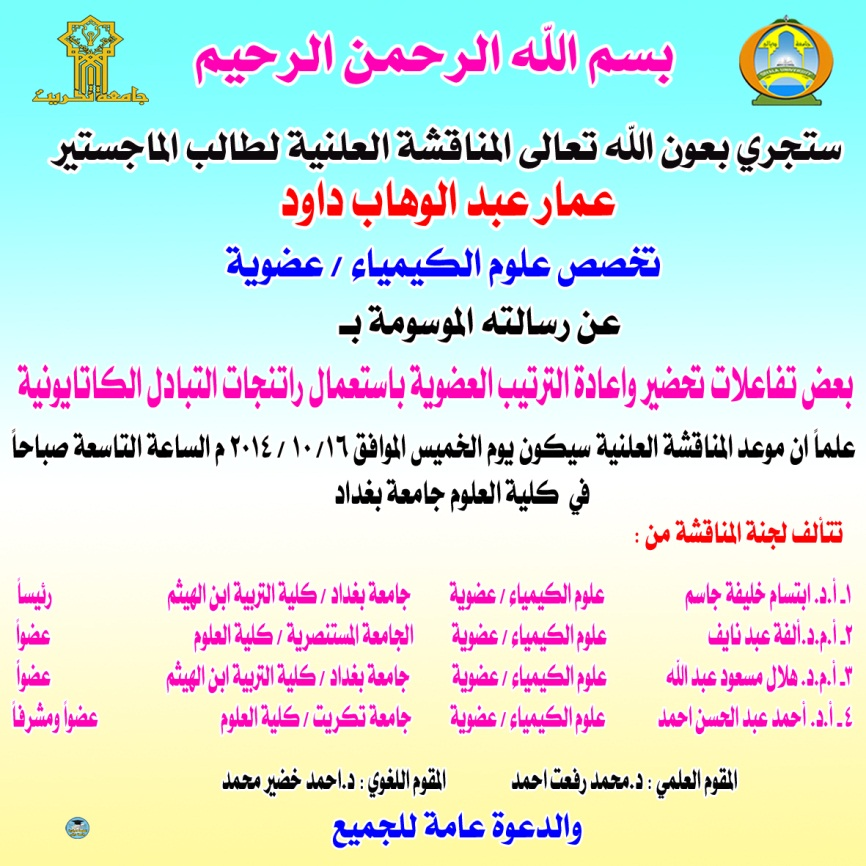 جامعة تكريت
بسم الله الرحمن الرحيم
ستجري بعون الله تعالى المناقشة العلنية لطالب الماجستير
عمار عبد الوهاب داود
تخصص علوم الكيمياء / عضوية
عن رسالته الموسومة بـ
بعض تفاعلات تحضير واعادة الترتيب العضوية باستعمال راتنجات التبادل الكاتايونية
علماً ان موعد المناقشة العلنية سيكون يوم الخميس الموافق ١٦/ ١٠ / ٢٠١٤ م الساعة التاسعة صباحاً
في كلية العلوم جامعة بغداد
تتألف لجنة المناقشة من :
١ـ أ.د. ابتسام خليفة جاسم علوم الكيمياء / عضوية جامعة بغداد / كلية التربية ابن الهيثم رئيساً
٢ـ أ.م.د.ألفة عبد نايف علوم الكيمياء / عضوية الجامعة المستنصرية / كلية العلوم عضواً
٣ـ أ.م.د. هلال مسعود عبد الله علوم الكيمياء / عضوية جامعة بغداد / كلية التربية ابن الهيثم عضواً
٤ـ أ.د. أحمد عبد الحسن احمد علوم الكيمياء / عضوية جامعة تكريت / كلية العلوم عضواً ومشرفاً
المقوم العلمي : د.محمد رفعت احمد المقوم اللغوي : د.احمد خضير محمد
والدعوة عامة للجميع